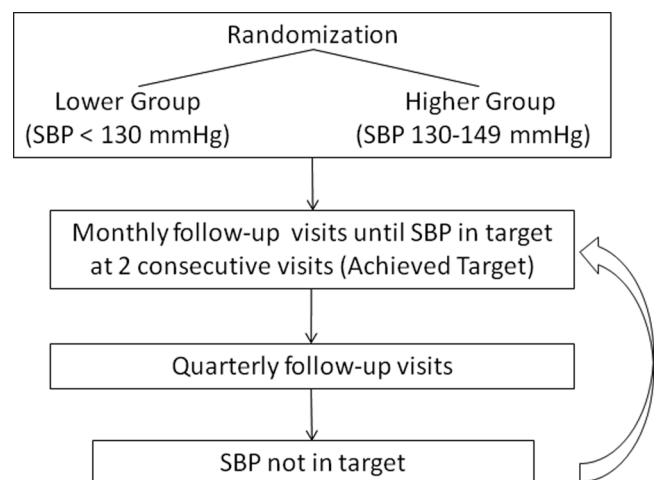 Randomization
Lower Group
(SBP < 130 mmHg)
Higher Group
(SBP 130-149 mmHg)
Monthly follow-up visits until SBP in target
at 2 consecutive visits (Achieved Target)
Quarterly follow-up visits
SBP not in target